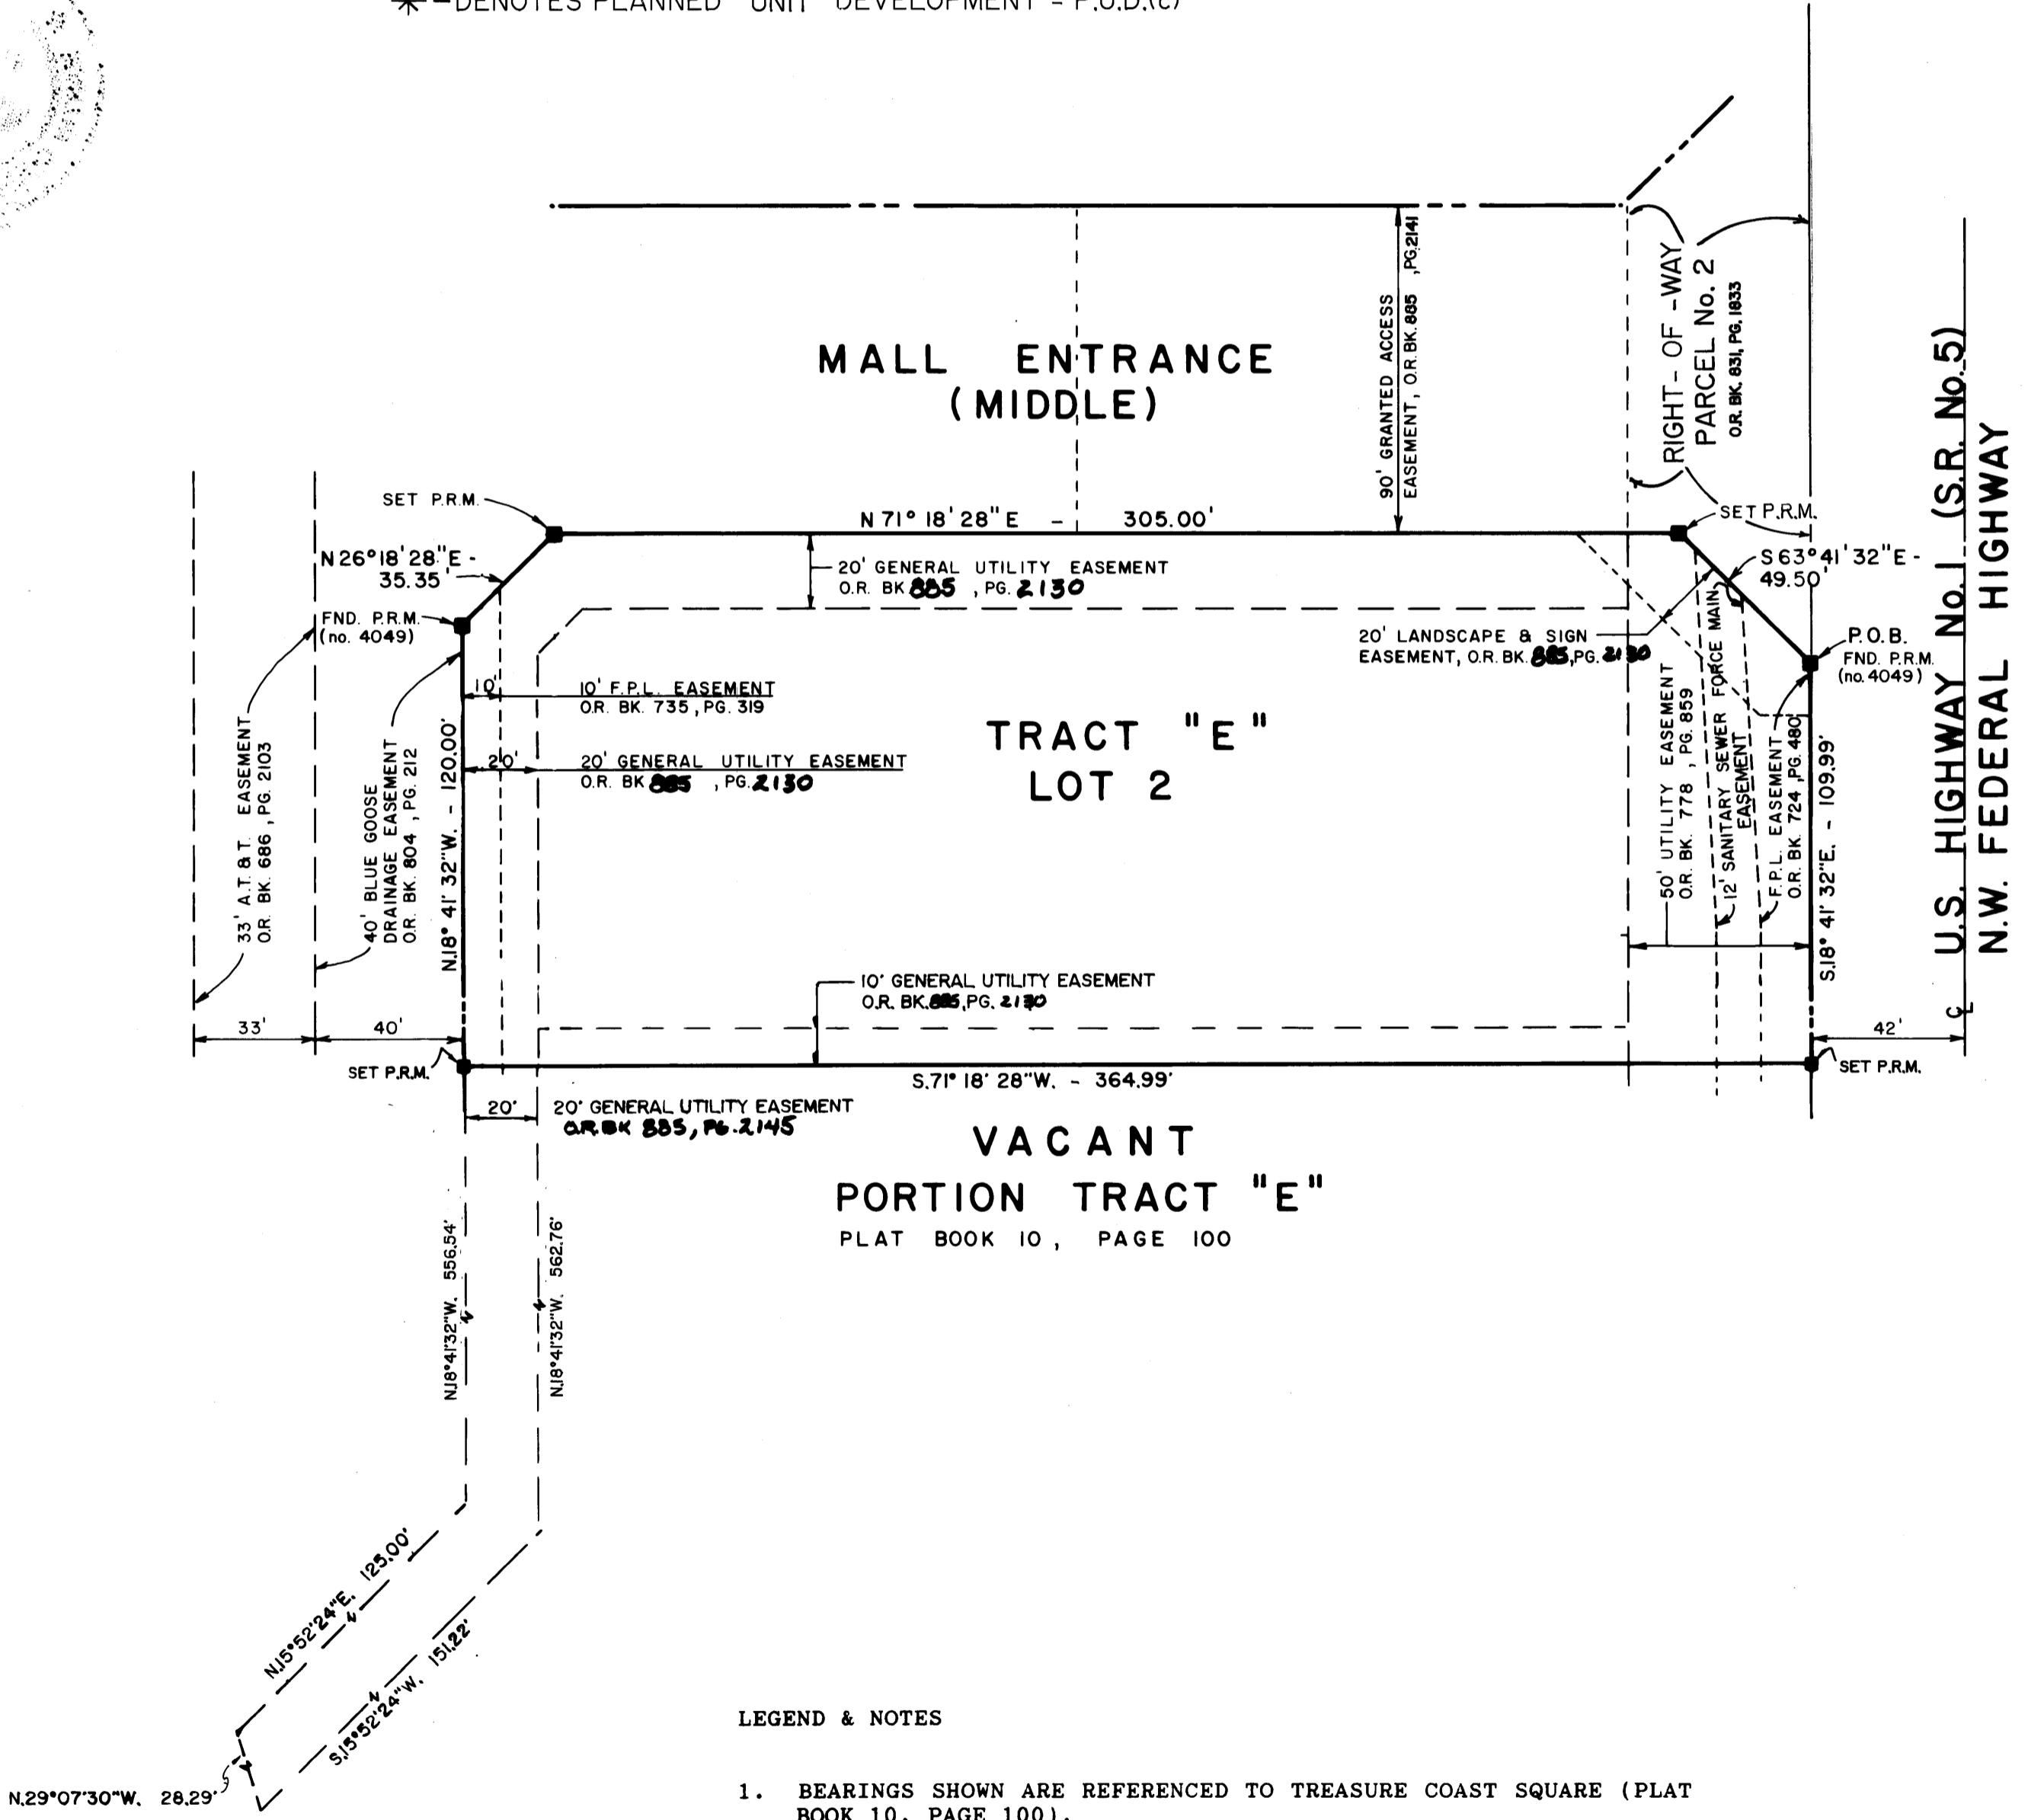 -DENOTES PLANNED UNIT DEVELOPMENT = P.U.D.(c)
MALL ENTRANCE
(MIDDLE)
90' GRANTED ACCESS
EASEMENT, O.R. BK. 885 , PG. 2141
RIGHT-OF-WAY
PARCEL No. 2
O.R. BK. 831, PG. 1833
U.S. HIGHWAY No. 1 (S.R. No. 5)
N.W. FEDERAL HIGHWAY
SET P.R.M.
N 71° 18' 28" E - 305.00'
SET P.R.M.
N 26° 18' 28" E -
35.35'
S 63° 41' 32" E -
49.50'
20' GENERAL UTILITY EASEMENT
O.R. BK 885 , PG. 2130
FND. P.R.M.
(no. 4049)
20' LANDSCAPE & SIGN
EASEMENT, O.R. BK. 885, PG. 2130
P.O.B.
FND. P.R.M.
(no. 4049)
10'
10' F.P.L. EASEMENT
O.R. BK. 735 , PG. 319
20'
20' GENERAL UTILITY EASEMENT
O.R. BK 885 , PG. 2130
TRACT "E"
LOT 2
33' A.T. & T. EASEMENT
O.R. BK. 686 , PG. 2103
40' BLUE GOOSE
DRAINAGE EASEMENT
O.R. BK. 804 , PG. 212
N.18° 41' 32"W. - 120.00'
50' UTILITY EASEMENT
O.R. BK. 778 , PG. 859
12' SANITARY SEWER FORCE MAIN
EASEMENT
F.P.L. EASEMENT
O.R. BK. 724, PG. 480
S.18° 41' 32"E. - 109.99'
10' GENERAL UTILITY EASEMENT
O.R. BK. 885, PG. 2130
33'
40'
42'
CL
SET P.R.M.
S.71° 18' 28"W. - 364.99'
SET P.R.M.
20'
20' GENERAL UTILITY EASEMENT
O.R. BK 885, PG. 2145
VACANT
PORTION TRACT "E"
PLAT BOOK 10 , PAGE 100
N.18°41'32"W. 556.54'
N.18°41'32"W. 562.76'
N.15°52'24"E. 125.00'
S.15°52'24"W. 151.22'
N.29°07'30"W. 28.29'
LEGEND & NOTES
1. BEARINGS SHOWN ARE REFERENCED TO TREASURE COAST SQUARE (PLAT
BOOK 10, PAGE 100).